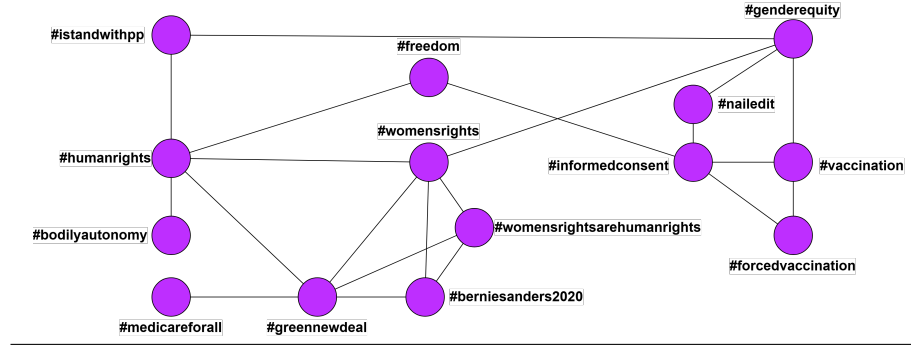 #genderequity
#istandwithpp
#freedom
#nailedit
#womensrights
#humanrights
#informedconsent
#vaccination
#womensrightsarehumanrights
#bodilyautonomy
#forcedvaccination
#berniesanders2020
#medicareforall
#greennewdeal